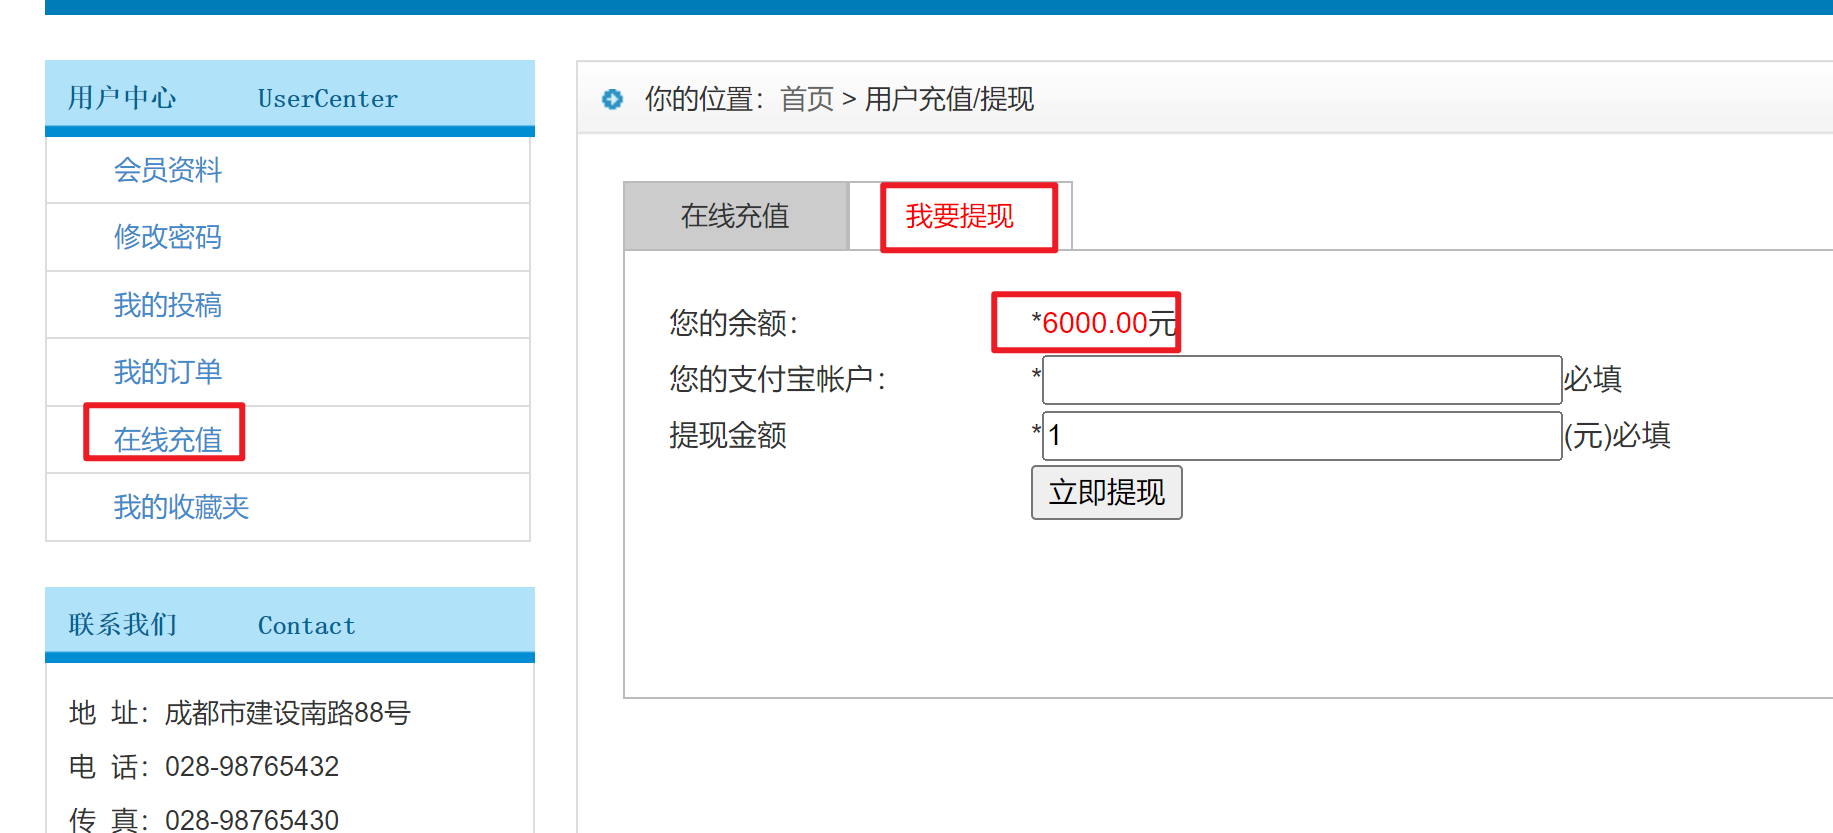 用户中心 UserCenter
会员资料
修改密码
我的投稿
我的订单
在线充值
我的收藏夹
联系我们 Contact
地 址：成都市建设南路88号
电 话：028-98765432
传 真：028-98765430
你的位置：首页 > 用户充值/提现
在线充值 我要提现
您的余额： *6000.00元
您的支付宝帐户： * 必填
提现金额 *1 (元)必填
立即提现